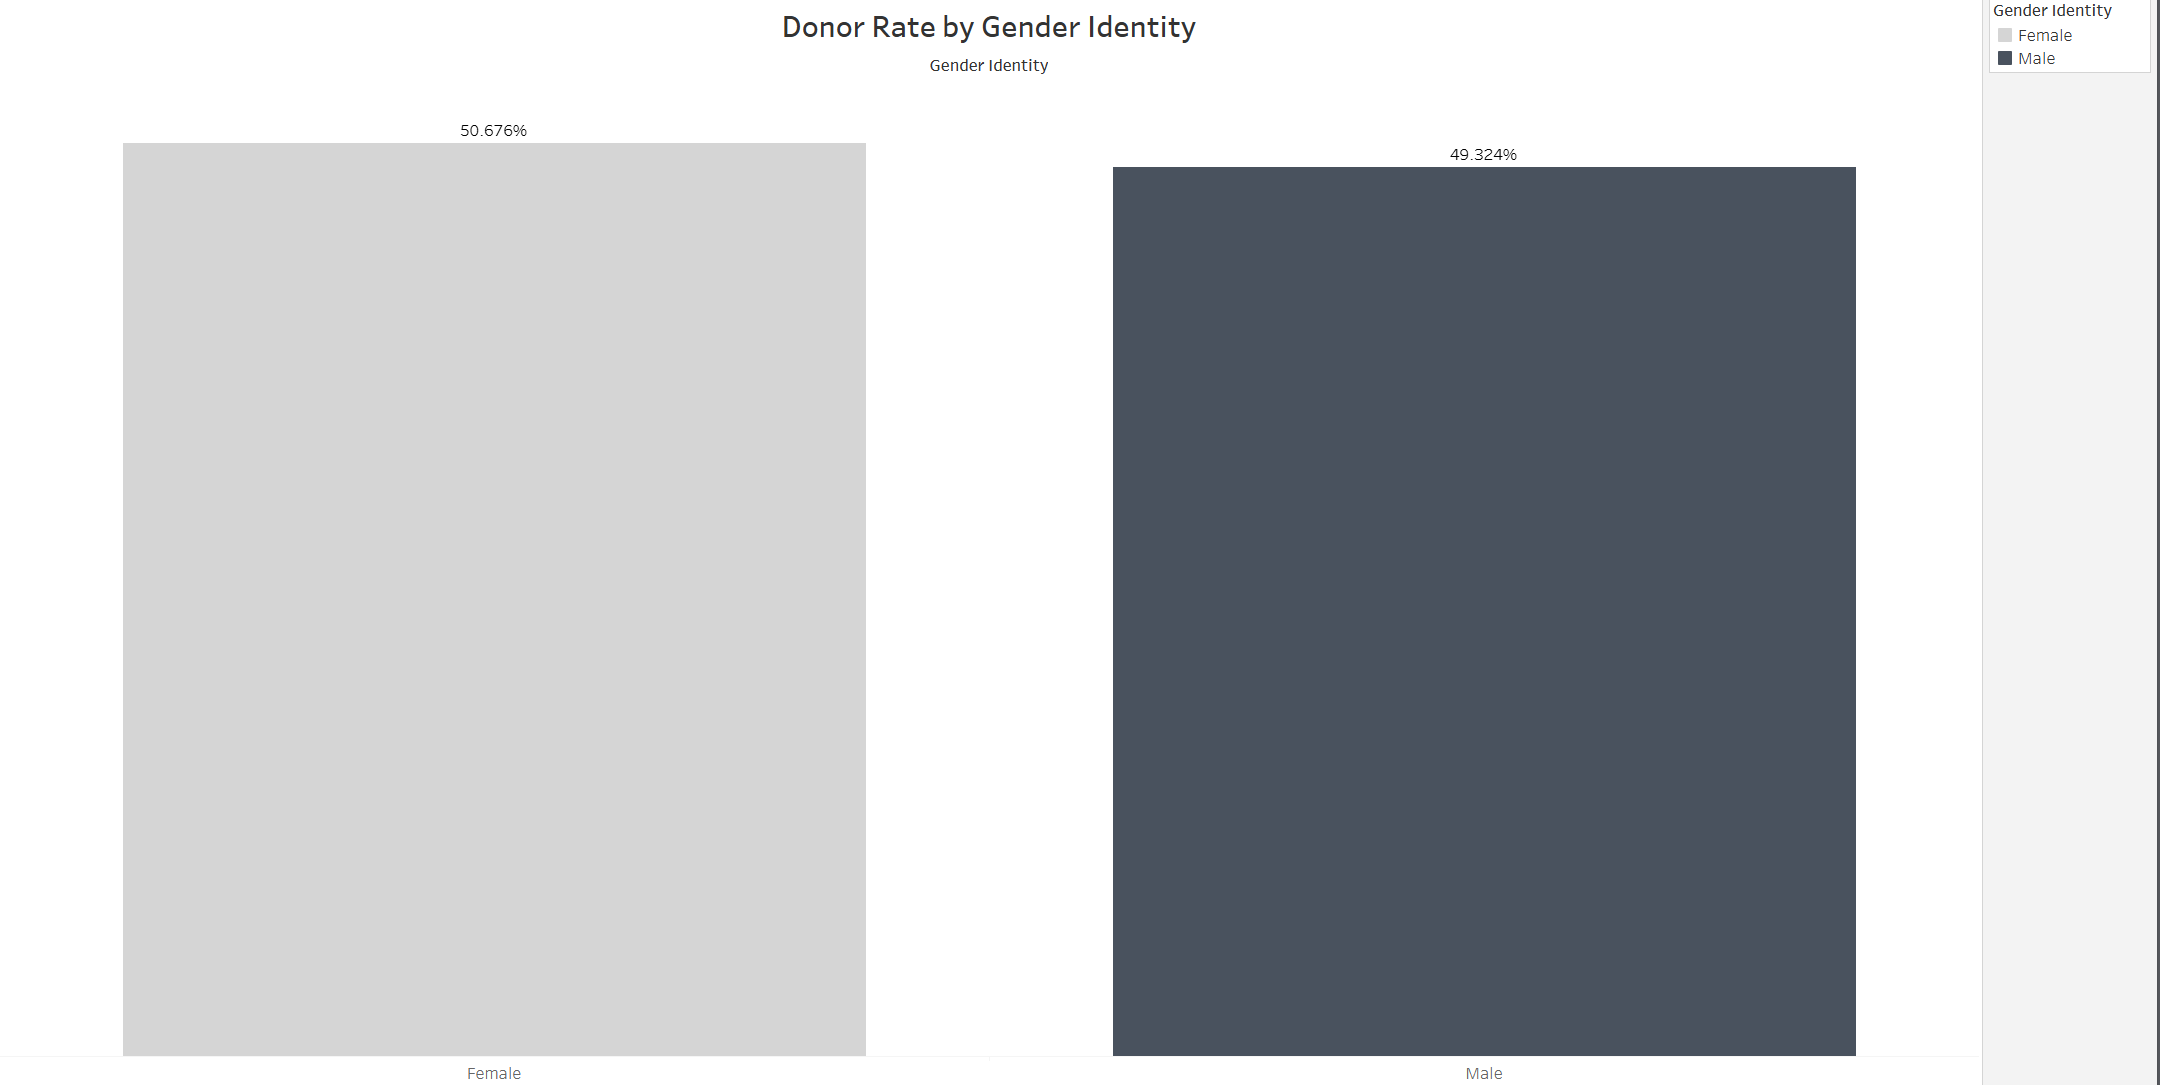 Donor Rate by Gender Identity
Gender Identity
50.676%
49.324%
Female
Male
Gender Identity
Female
Male